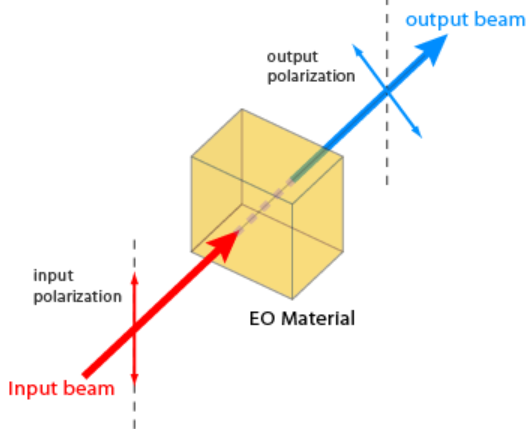 output beam
output
polarization
input
polarization
EO Material
Input beam